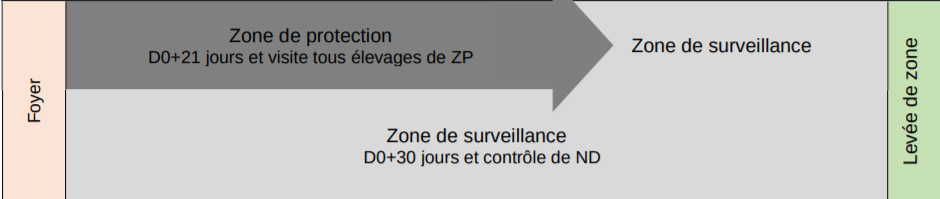 Foyer
Zone de protection
D0+21 jours et visite tous élevages de ZP
Zone de surveillance
Zone de surveillance
D0+30 jours et contrôle de ND
Levée de zone